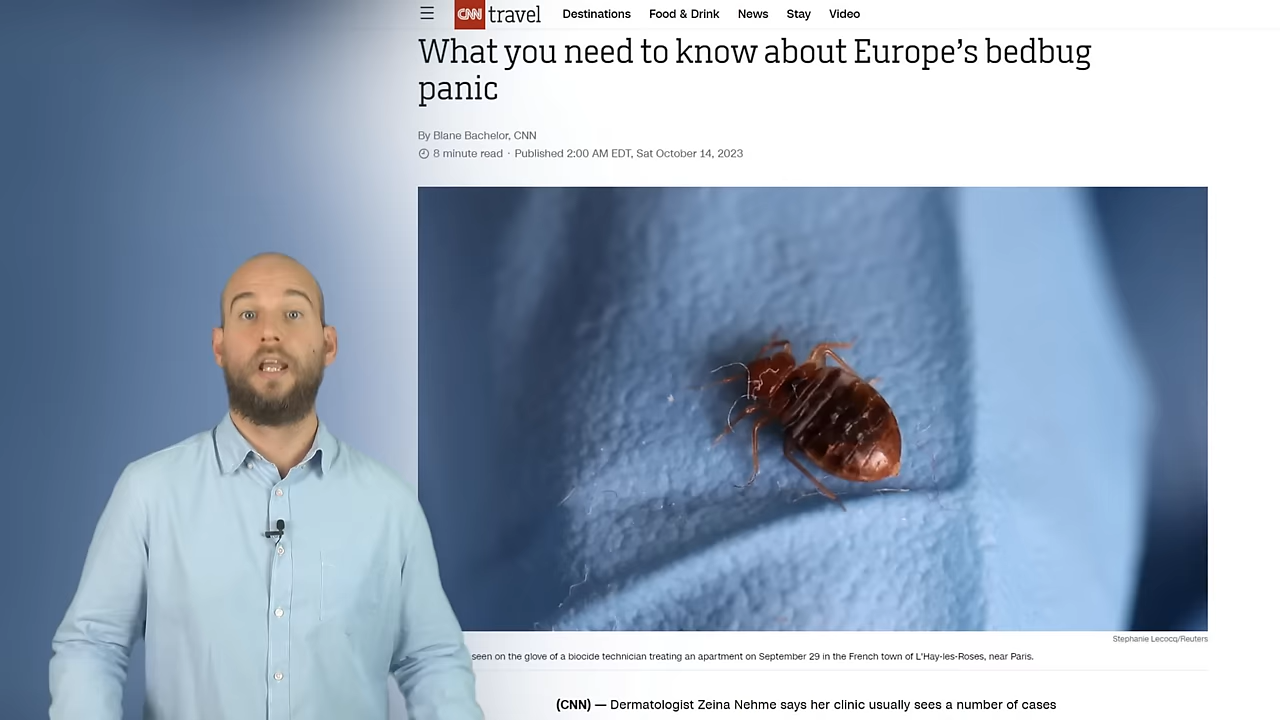 CNN travel Destinations Food & Drink News Stay Video
What you need to know about Europe's bedbug
panic
By Blane Bachelor, CNN
8 minute read · Published 2:00 AM EDT, Sat October 14, 2023
Stephanie Lecocq/Reuters
seen on the glove of a biocide technician treating an apartment on September 29 in the French town of L'Hay-les-Roses, near Paris.
(CNN) — Dermatologist Zeina Nehme says her clinic usually sees a number of cases